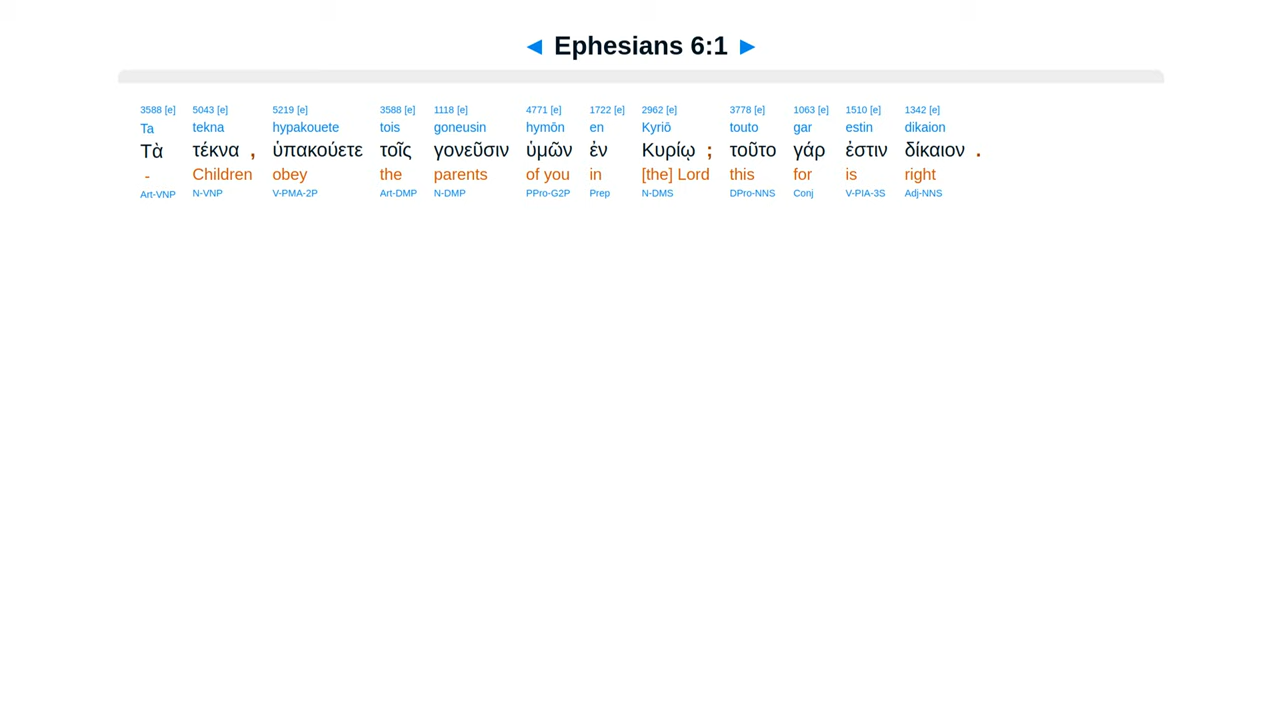 ◄ Ephesians 6:1 ►
3588 [e] 5043 [e] 5219 [e] 3588 [e] 1118 [e] 4771 [e] 1722 [e] 2962 [e] 3778 [e] 1063 [e] 1510 [e] 1342 [e]
Ta tekna hypakouete tois goneusin hymōn en Kyriō touto gar estin dikaion
Τὰ τέκνα , ὑπακούετε τοῖς γονεῦσιν ὑμῶν ἐν Κυρίῳ ; τοῦτο γάρ ἐστιν δίκαιον .
- Children obey the parents of you in [the] Lord this for is right
Art-VNP N-VNP V-PMA-2P Art-DMP N-DMP PPro-G2P Prep N-DMS DPro-NNS Conj V-PIA-3S Adj-NNS